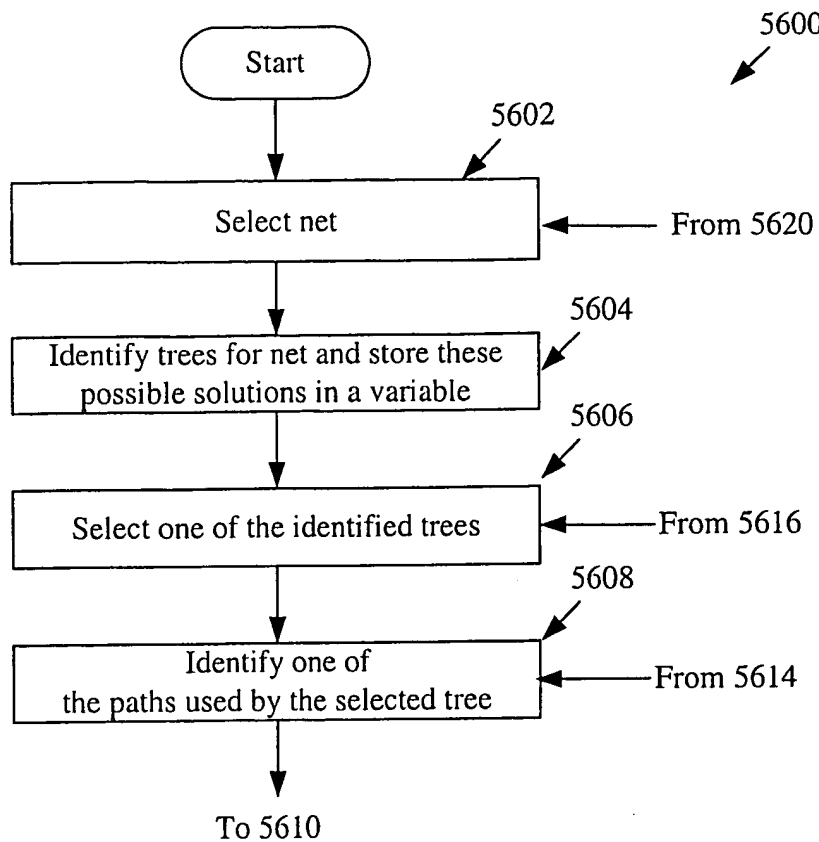 5600
Start
5602
Select net
From 5620
5604
Identify trees for net and store these
possible solutions in a variable
5606
Select one of the identified trees
From 5616
5608
Identify one of
the paths used by the selected tree
From 5614
To 5610